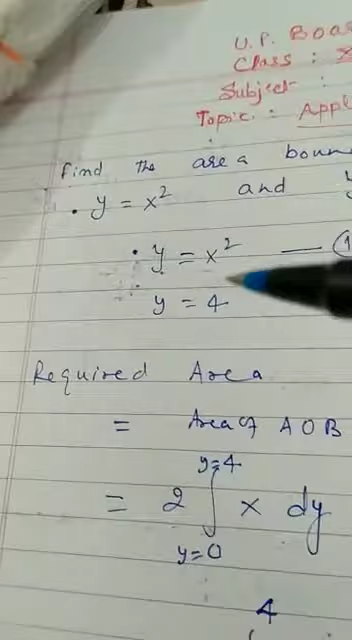 U.P. Boa
Class :
Subject :
Topic : Appl
find the area boun
• y = x² and y
• y = x² — (1
y = 4
Required Area
= Area of AOB
y=4
= 2 ∫ x dy
y=0
4